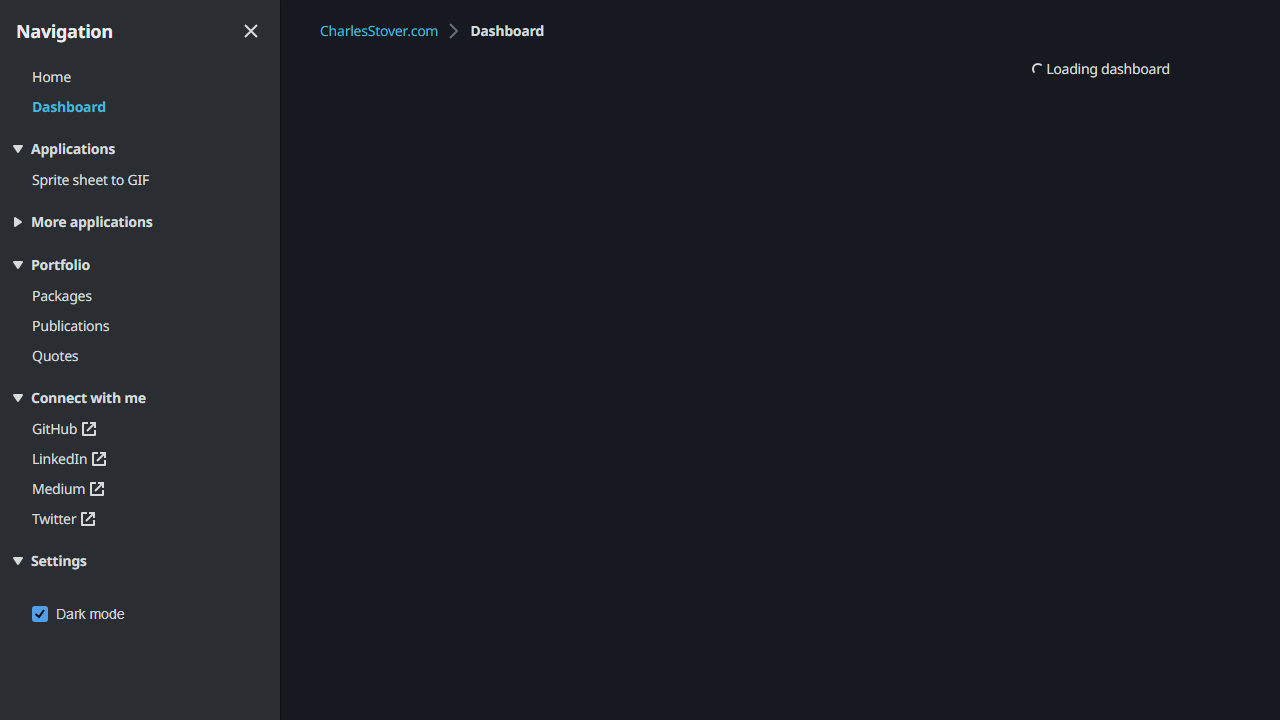 Navigation
Home
Dashboard
Applications
Sprite sheet to GIF
More applications
Portfolio
Packages
Publications
Quotes
Connect with me
GitHub
LinkedIn
Medium
Twitter
Settings
Dark mode
CharlesStover.com Dashboard
Loading dashboard